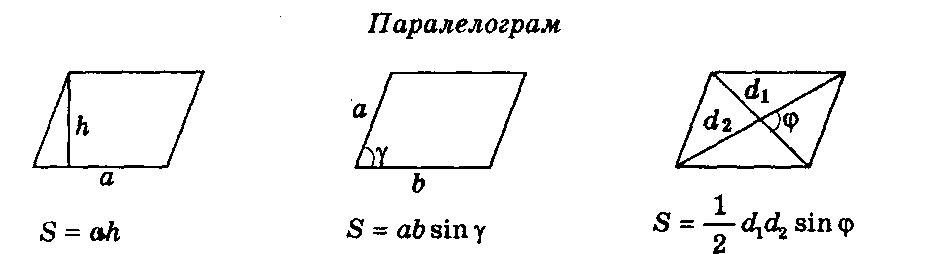 Паралелограм
h
a
S = ah
a
γ
b
S = ab sin γ
d₁
d₂
φ
S = 1/2 d₁d₂ sin φ